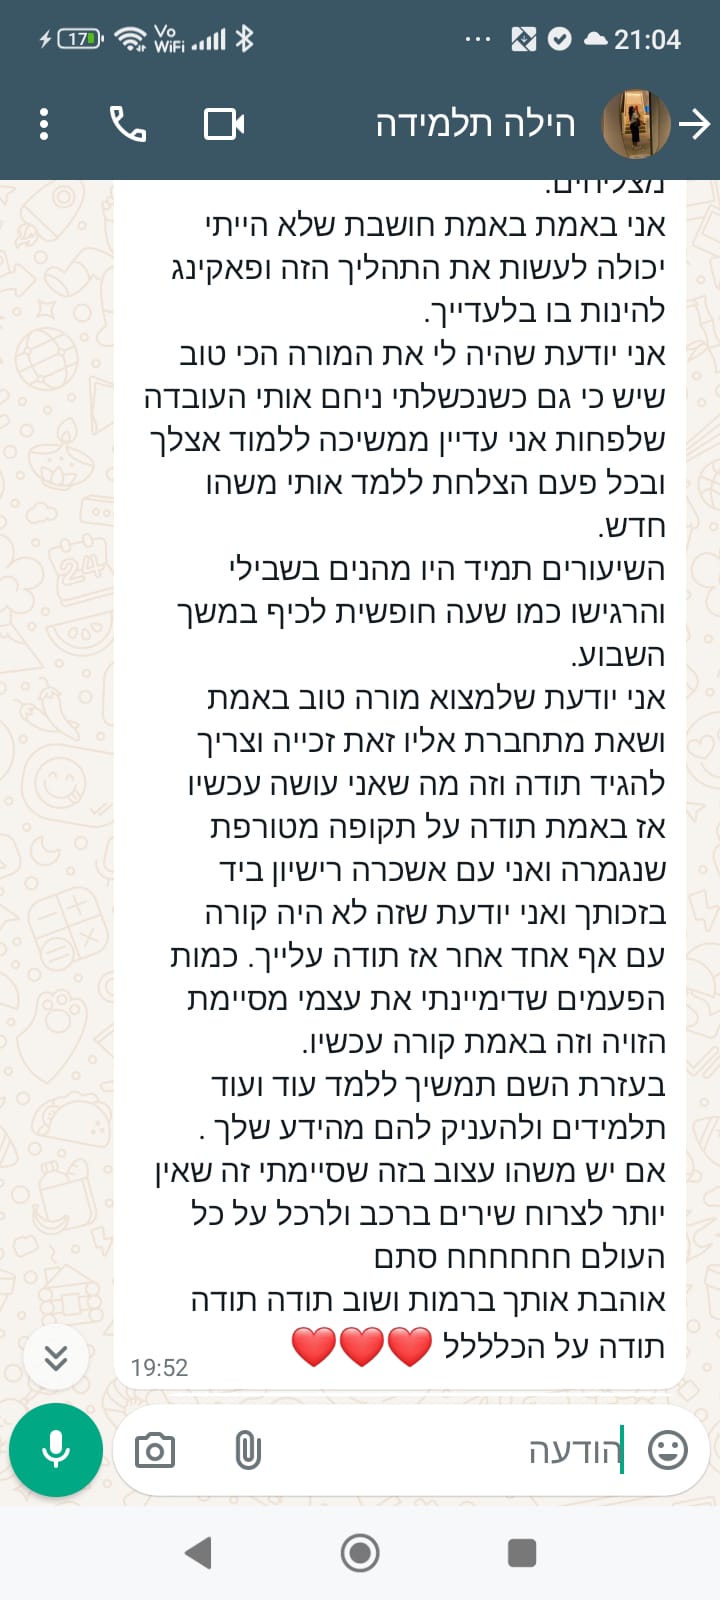 17
Vo
WiFi
...
21:04
הילה תלמידה
מצליחים.
אני באמת באמת חושבת שלא הייתי
יכולה לעשות את התהליך הזה ופאקינג
להינות בו בלעדייך.
אני יודעת שהיה לי את המורה הכי טוב
שיש כי גם כשנכשלתי ניחם אותי העובדה
שלפחות אני עדיין ממשיכה ללמוד אצלך
ובכל פעם הצלחת ללמד אותי משהו
חדש.
השיעורים תמיד היו מהנים בשבילי
והרגישו כמו שעה חופשית לכיף במשך
השבוע.
אני יודעת שלמצוא מורה טוב באמת
ושאת מתחברת אליו זאת זכייה וצריך
להגיד תודה וזה מה שאני עושה עכשיו
אז באמת תודה על תקופה מטורפת
שנגמרה ואני עם אשכרה רישיון ביד
בזכותך ואני יודעת שזה לא היה קורה
עם אף אחד אחר אז תודה עלייך. כמות
הפעמים שדימיינתי את עצמי מסיימת
הזויה וזה באמת קורה עכשיו.
בעזרת השם תמשיך ללמד עוד ועוד
תלמידים ולהעניק להם מהידע שלך .
אם יש משהו עצוב בזה שסיימתי זה שאין
יותר לצרוח שירים ברכב ולרכל על כל
העולם חחחחחח סתם
אוהבת אותך ברמות ושוב תודה תודה
תודה על הכלללל ❤️❤️❤️
19:52
הודעה